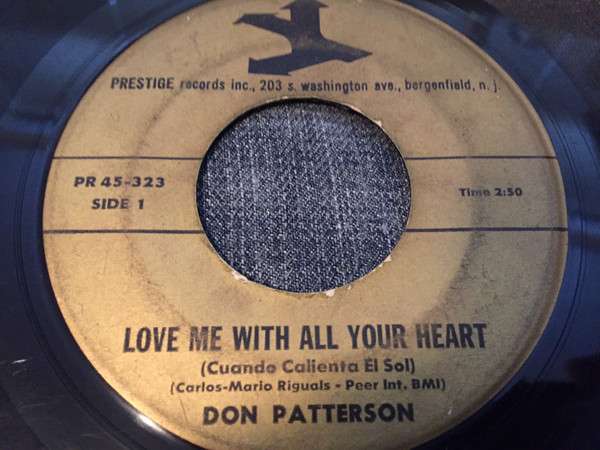 PRESTIGE records inc., 203 s. washington ave., bergenfield, n. j.
PR 45-323
SIDE 1
Time 2:50
LOVE ME WITH ALL YOUR HEART
(Cuando Calienta El Sol)
(Carlos-Mario Riguals - Peer Int. BMI)
DON PATTERSON